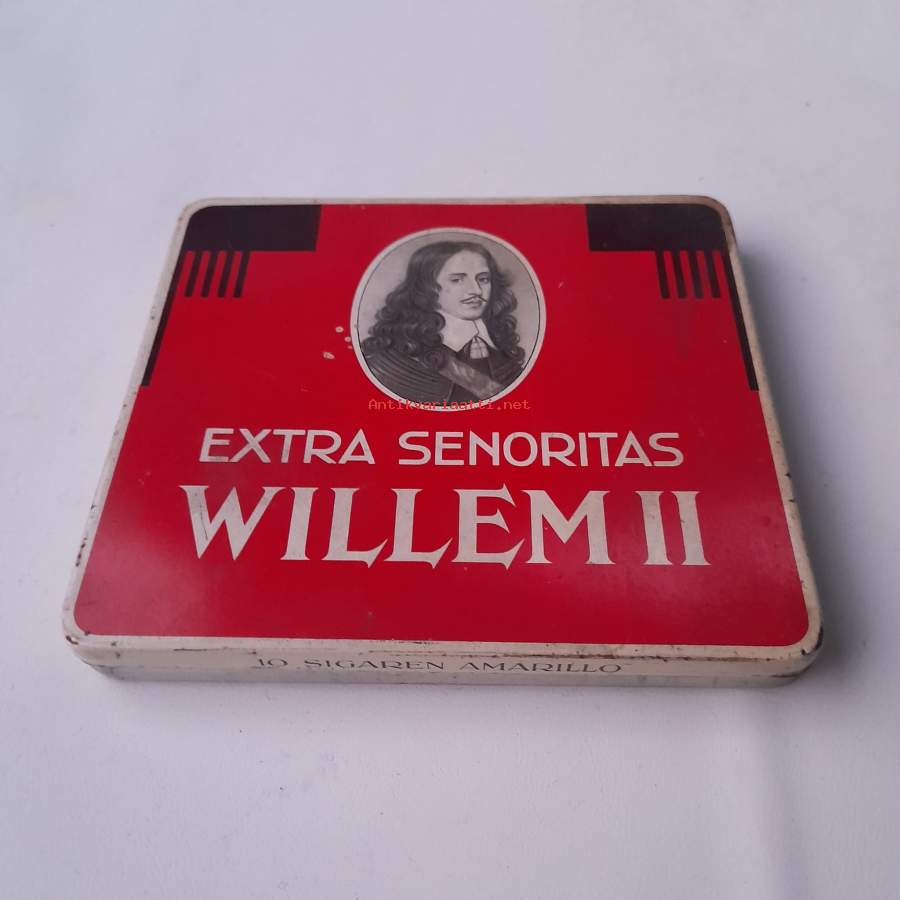 Antikvariaatti.net
EXTRA SENORITAS
WILLEM II
10 SIGAREN AMARILLO